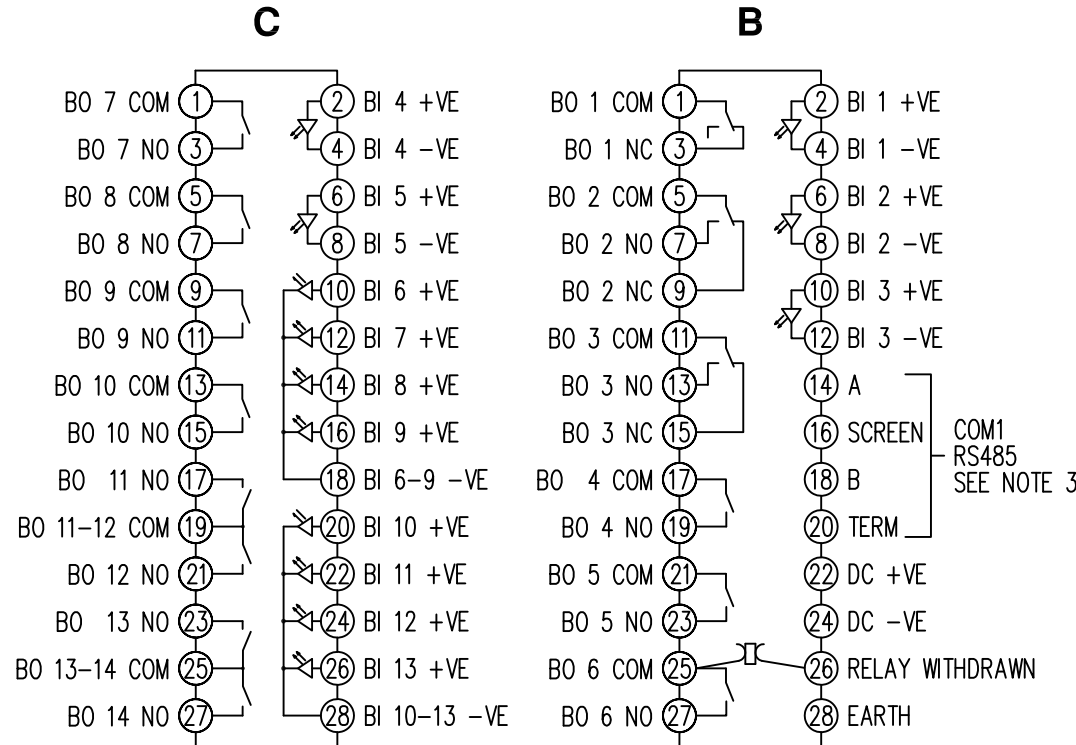 C B
BO 7 COM 1 2 BI 4 +VE
BO 7 NO 3 4 BI 4 -VE
BO 8 COM 5 6 BI 5 +VE
BO 8 NO 7 8 BI 5 -VE
BO 9 COM 9 10 BI 6 +VE
BO 9 NO 11 12 BI 7 +VE
BO 10 COM 13 14 BI 8 +VE
BO 10 NO 15 16 BI 9 +VE
BO 11 NO 17 18 BI 6-9 -VE
BO 11-12 COM 19 20 BI 10 +VE
BO 12 NO 21 22 BI 11 +VE
BO 13 NO 23 24 BI 12 +VE
BO 13-14 COM 25 26 BI 13 +VE
BO 14 NO 27 28 BI 10-13 -VE
BO 1 COM 1 2 BI 1 +VE
BO 1 NC 3 4 BI 1 -VE
BO 2 COM 5 6 BI 2 +VE
BO 2 NO 7 8 BI 2 -VE
BO 2 NC 9 10 BI 3 +VE
BO 3 COM 11 12 BI 3 -VE
BO 3 NO 13 14 A
BO 3 NC 15 16 SCREEN
BO 4 COM 17 18 B
BO 4 NO 19 20 TERM
BO 5 COM 21 22 DC +VE
BO 5 NO 23 24 DC -VE
BO 6 COM 25 26 RELAY WITHDRAWN
BO 6 NO 27 28 EARTH
COM1
RS485
SEE NOTE 3